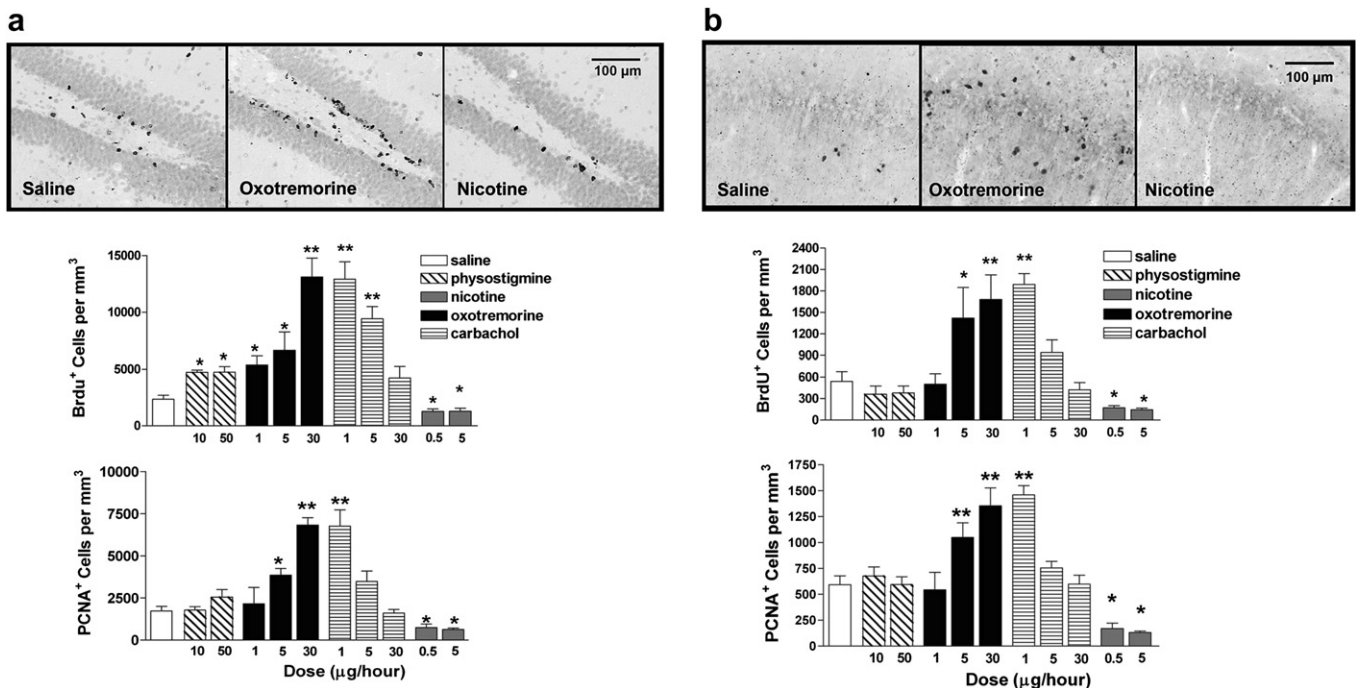 a
100 µm
Saline
Oxotremorine
Nicotine
Brdu+ Cells per mm3
15000
10000
5000
0
* * * * ** ** ** * *
saline
physostigmine
nicotine
oxotremorine
carbachol
10 50 1 5 30 1 5 30 0.5 5
PCNA+ Cells per mm3
10000
7500
5000
2500
0
* ** ** * *
10 50 1 5 30 1 5 30 0.5 5
Dose (µg/hour)
b
100 µm
Saline
Oxotremorine
Nicotine
BrdU+ Cells per mm3
2400
2100
1800
1500
1200
900
600
300
0
* ** ** * *
saline
physostigmine
nicotine
oxotremorine
carbachol
10 50 1 5 30 1 5 30 0.5 5
PCNA+ Cells per mm3
1750
1500
1250
1000
750
500
250
0
** ** ** * *
10 50 1 5 30 1 5 30 0.5 5
Dose (µg/hour)